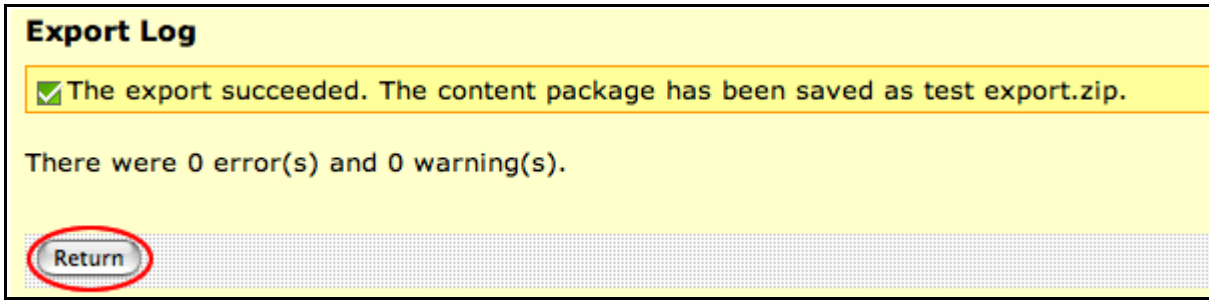 Export Log
The export succeeded. The content package has been saved as test export.zip.
There were 0 error(s) and 0 warning(s).
Return